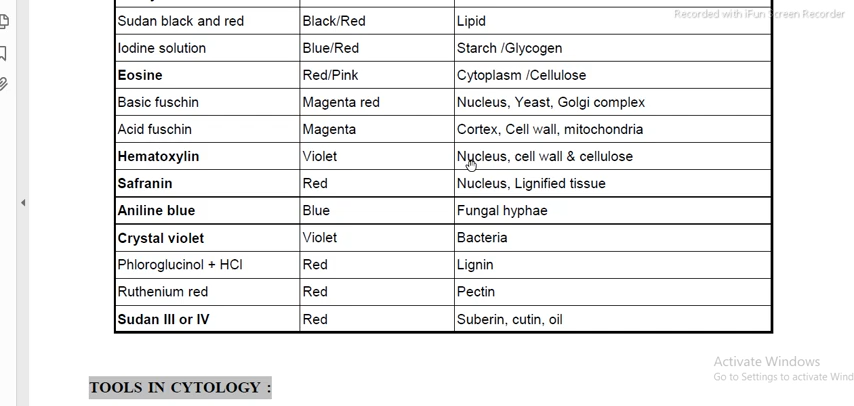 Recorded with iFun Screen Recorder
Sudan black and red Black/Red Lipid
Iodine solution Blue/Red Starch /Glycogen
Eosine Red/Pink Cytoplasm /Cellulose
Basic fuschin Magenta red Nucleus, Yeast, Golgi complex
Acid fuschin Magenta Cortex, Cell wall, mitochondria
Hematoxylin Violet Nucleus, cell wall & cellulose
Safranin Red Nucleus, Lignified tissue
Aniline blue Blue Fungal hyphae
Crystal violet Violet Bacteria
Phloroglucinol + HCl Red Lignin
Ruthenium red Red Pectin
Sudan III or IV Red Suberin, cutin, oil
Activate Windows
Go to Settings to activate Wind
TOOLS IN CYTOLOGY :